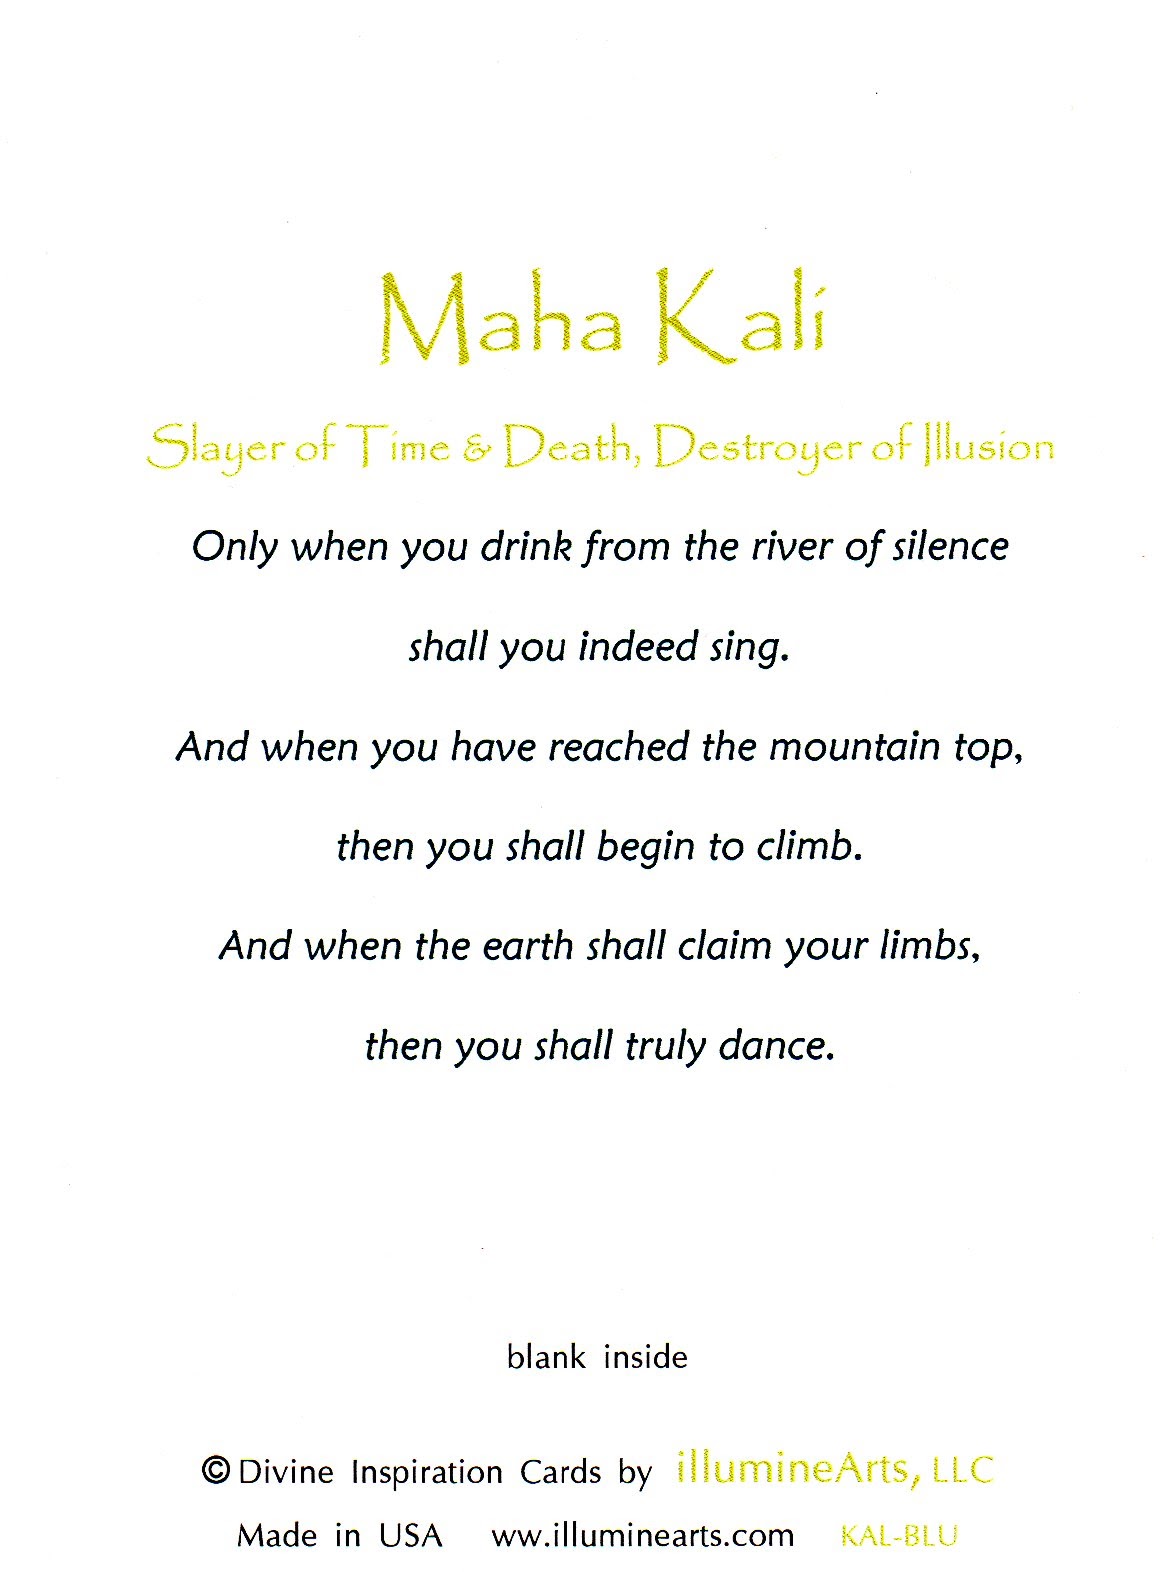 Maha Kali
Slayer of Time & Death, Destroyer of Illusion
Only when you drink from the river of silence
shall you indeed sing.
And when you have reached the mountain top,
then you shall begin to climb.
And when the earth shall claim your limbs,
then you shall truly dance.
blank inside
© Divine Inspiration Cards by illumineArts, LLC
Made in USA ww.illuminearts.com KAL-BLU